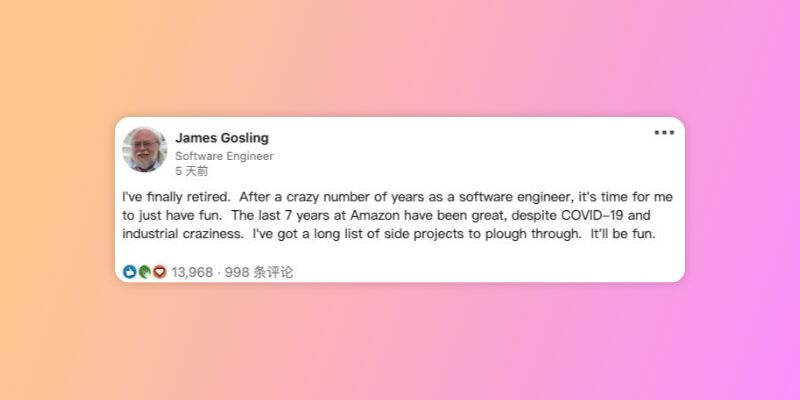 James Gosling
Software Engineer
5 天前
I've finally retired.  After a crazy number of years as a software engineer, it's time for me
to just have fun.  The last 7 years at Amazon have been great, despite COVID-19 and
industrial craziness.  I've got a long list of side projects to plough through.  It'll be fun.
13,968 · 998 条评论